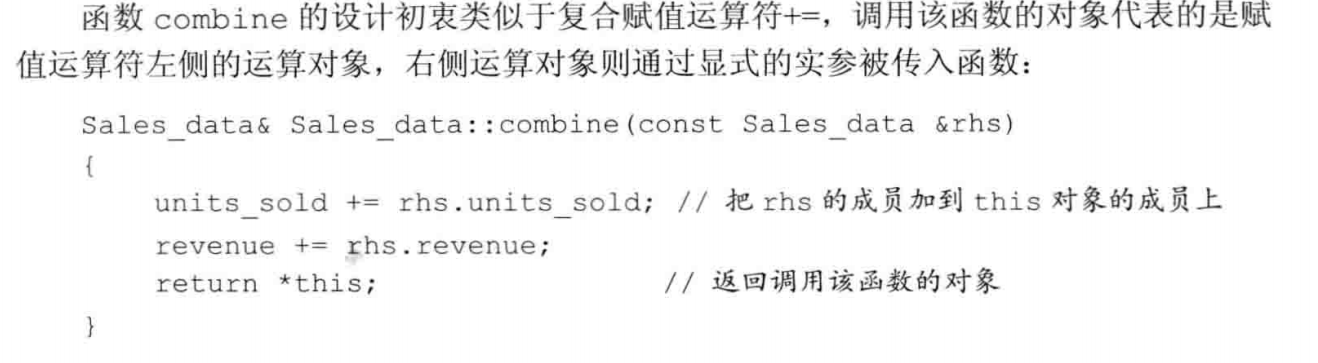 函数 combine 的设计初衷类似于复合赋值运算符+=，调用该函数的对象代表的是赋
值运算符左侧的运算对象，右侧运算对象则通过显式的实参被传入函数：
Sales_data& Sales_data::combine(const Sales_data &rhs)
{
units_sold += rhs.units_sold; // 把 rhs 的成员加到 this 对象的成员上
revenue += rhs.revenue;
return *this; // 返回调用该函数的对象
}